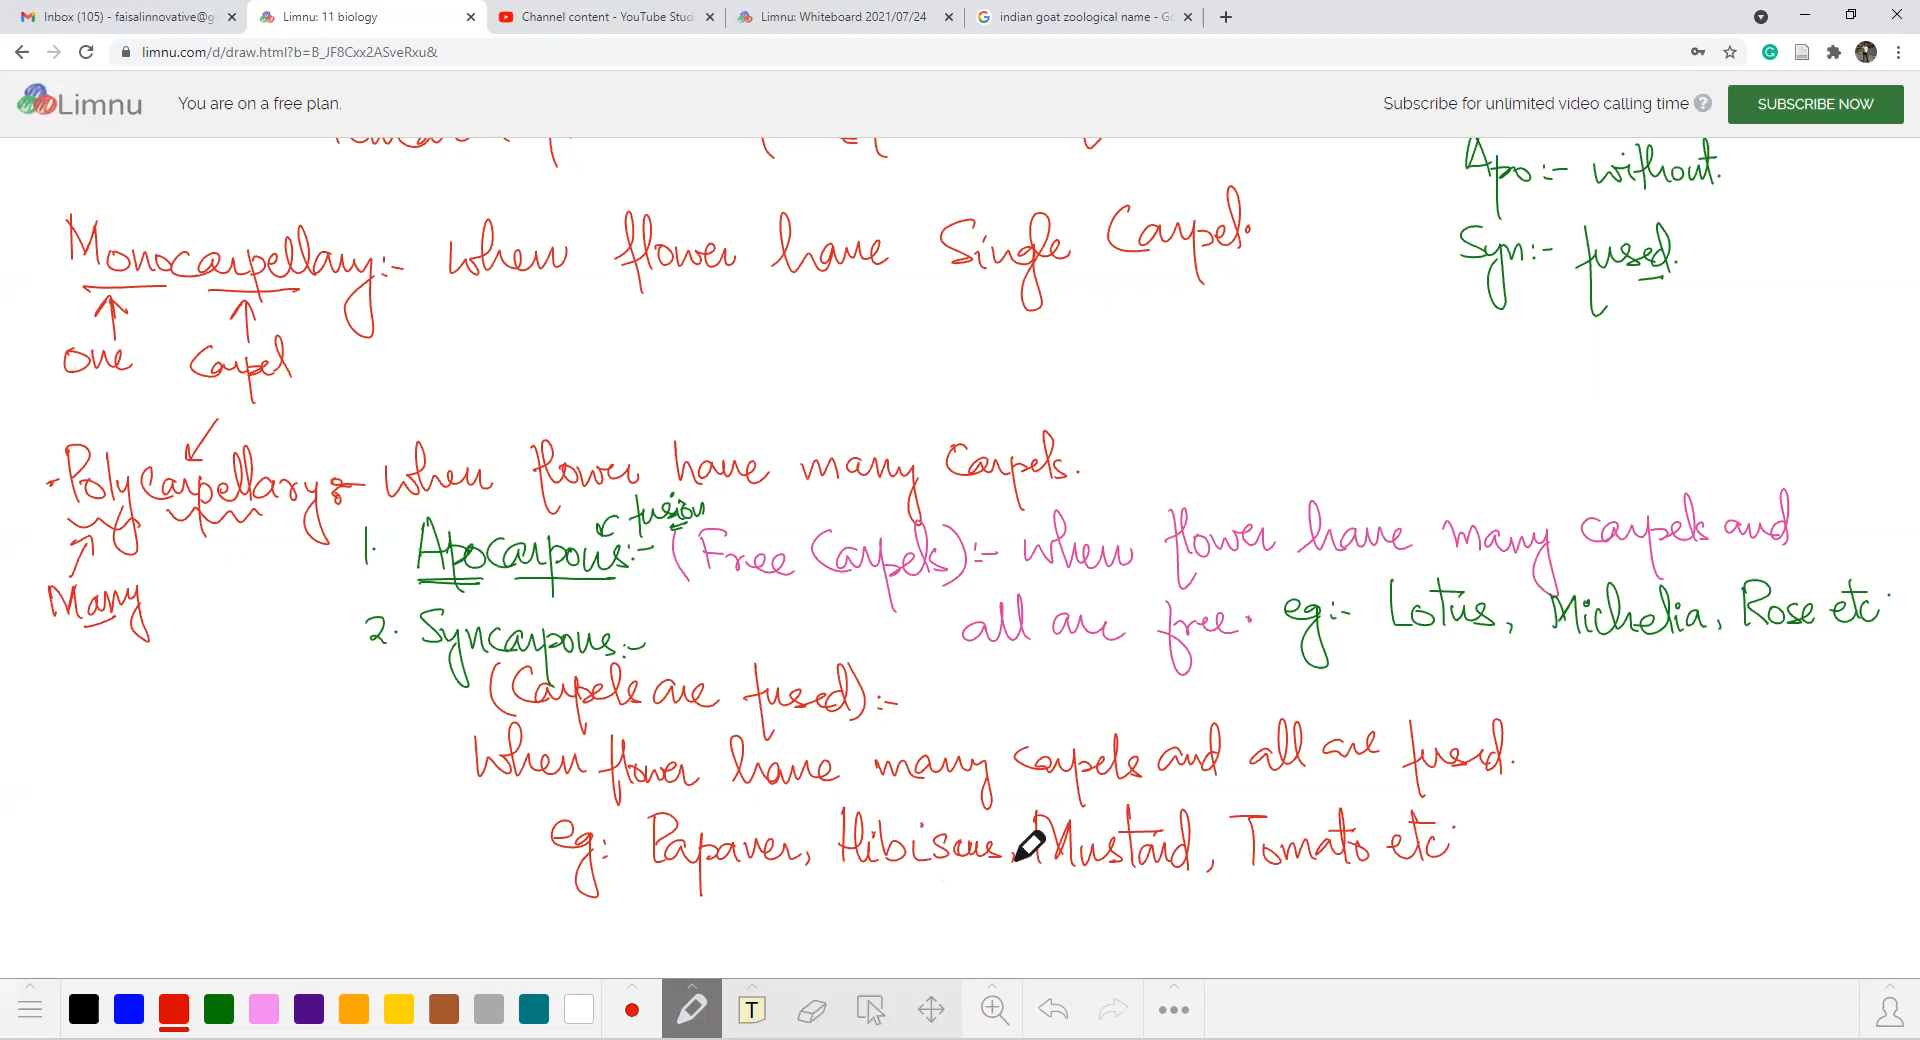 Inbox (105) - faisalinnovative@g
Limnu: 11 biology
Channel content - YouTube Stud
Limnu: Whiteboard 2021/07/24
indian goat zoological name - Go
limnu.com/d/draw.html?b=B_JF8Cxx2ASveRxu&
Limnu
You are on a free plan.
Subscribe for unlimited video calling time ?
SUBSCRIBE NOW
Apo :- without.
Monocarpellary:- when flower have Single Carpel.
Syn:- fused.
one Carpel
Polycarpellary:- when flower have many Carpels.
fusion
1. Apocarpous:- (Free Carpels):- when flower have many carpels and
Many
all are free. eg:- Lotus, Michelia, Rose etc.
2. Syncarpous:-
(Carpels are fused):-
when flower have many carpels and all are fused.
eg: Papaver, Hibiscus, Mustard, Tomato etc.
T